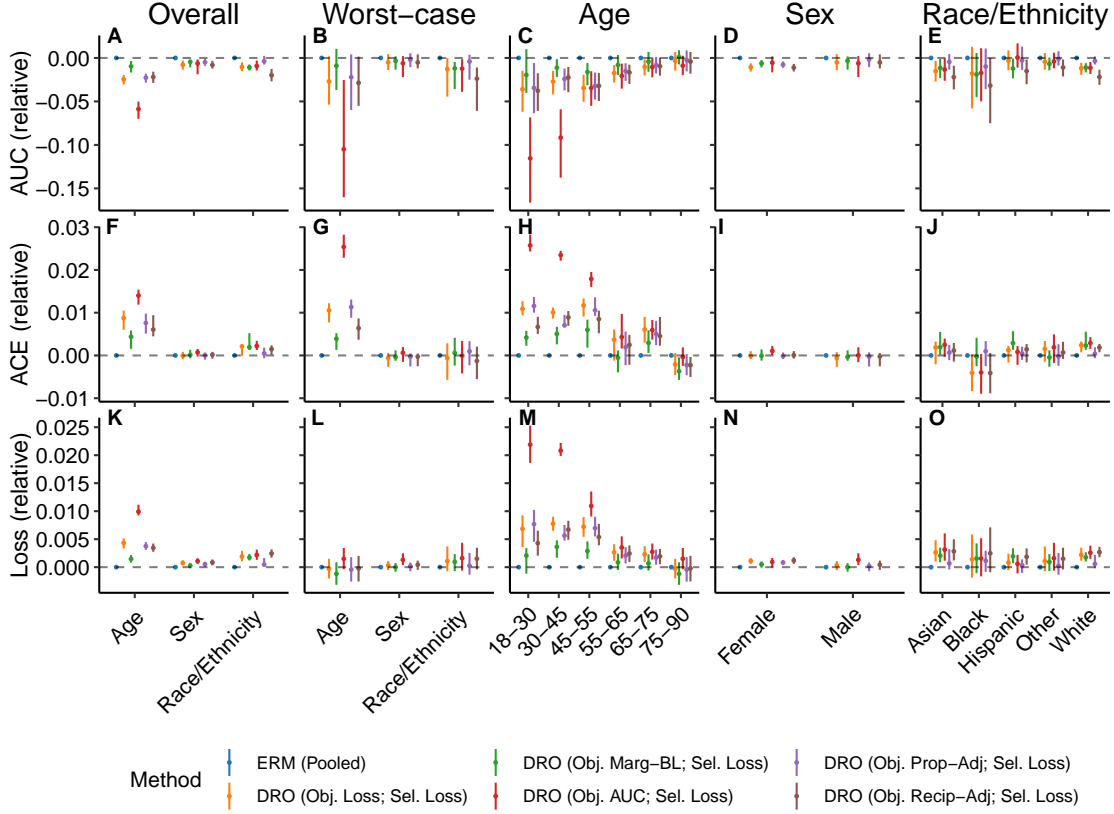 Overall Worst−case Age Sex Race/Ethnicity
A B C D E
AUC (relative)
0.00
−0.05
−0.10
−0.15
F G H I J
ACE (relative)
0.03
0.02
0.01
0.00
−0.01
K L M N O
Loss (relative)
0.025
0.020
0.015
0.010
0.005
0.000
Age Sex Race/Ethnicity Age Sex Race/Ethnicity 18−30 30−45 45−55 55−65 65−75 75−90 Female Male Asian Black Hispanic Other White
Method
ERM (Pooled) DRO (Obj. Marg−BL; Sel. Loss) DRO (Obj. Prop−Adj; Sel. Loss)
DRO (Obj. Loss; Sel. Loss) DRO (Obj. AUC; Sel. Loss) DRO (Obj. Recip−Adj; Sel. Loss)